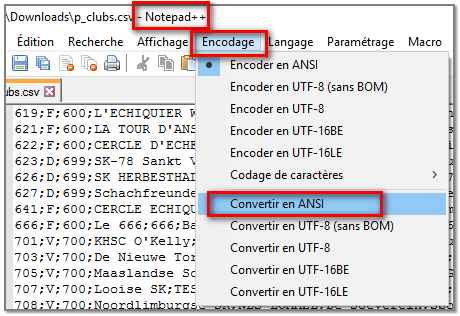 \Downloads\p_clubs.csv - Notepad++
Édition Recherche Affichage Encodage Langage Paramétrage Macro
Encoder en ANSI
Encoder en UTF-8 (sans BOM)
Encoder en UTF-8
Encoder en UTF-16BE
Encoder en UTF-16LE
Codage de caractères
Convertir en ANSI
Convertir en UTF-8 (sans BOM)
Convertir en UTF-8
Convertir en UTF-16BE
Convertir en UTF-16LE
ubs.csv
619;F;600;L'ECHIQUIER W
621;F;600;LA TOUR D'ANS
622;F;600;CERCLE D'ECHE
623;D;699;SK-78 Sankt V
626;D;699;SK HERBESTHAL
627;D;699;Schachfreunde
641;F;600;CERCLE ECHIQU
666;F;600;Le 666;666;Ba
701;V;700;KHSC O'Kelly;
703;V;700;De Nieuwe Tor
705;V;700;Maaslandse Sc
707;V;700;Looise SK;TES
708;V;700;Noordlimburgse